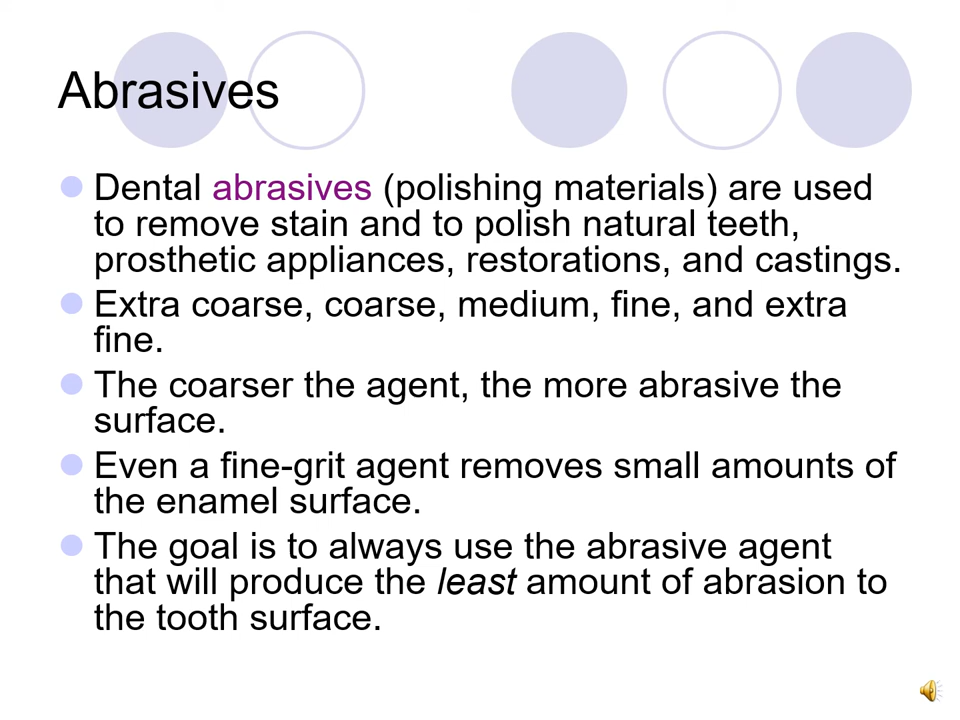 Abrasives
Dental abrasives (polishing materials) are used
to remove stain and to polish natural teeth,
prosthetic appliances, restorations, and castings.
Extra coarse, coarse, medium, fine, and extra
fine.
The coarser the agent, the more abrasive the
surface.
Even a fine-grit agent removes small amounts of
the enamel surface.
The goal is to always use the abrasive agent
that will produce the least amount of abrasion to
the tooth surface.